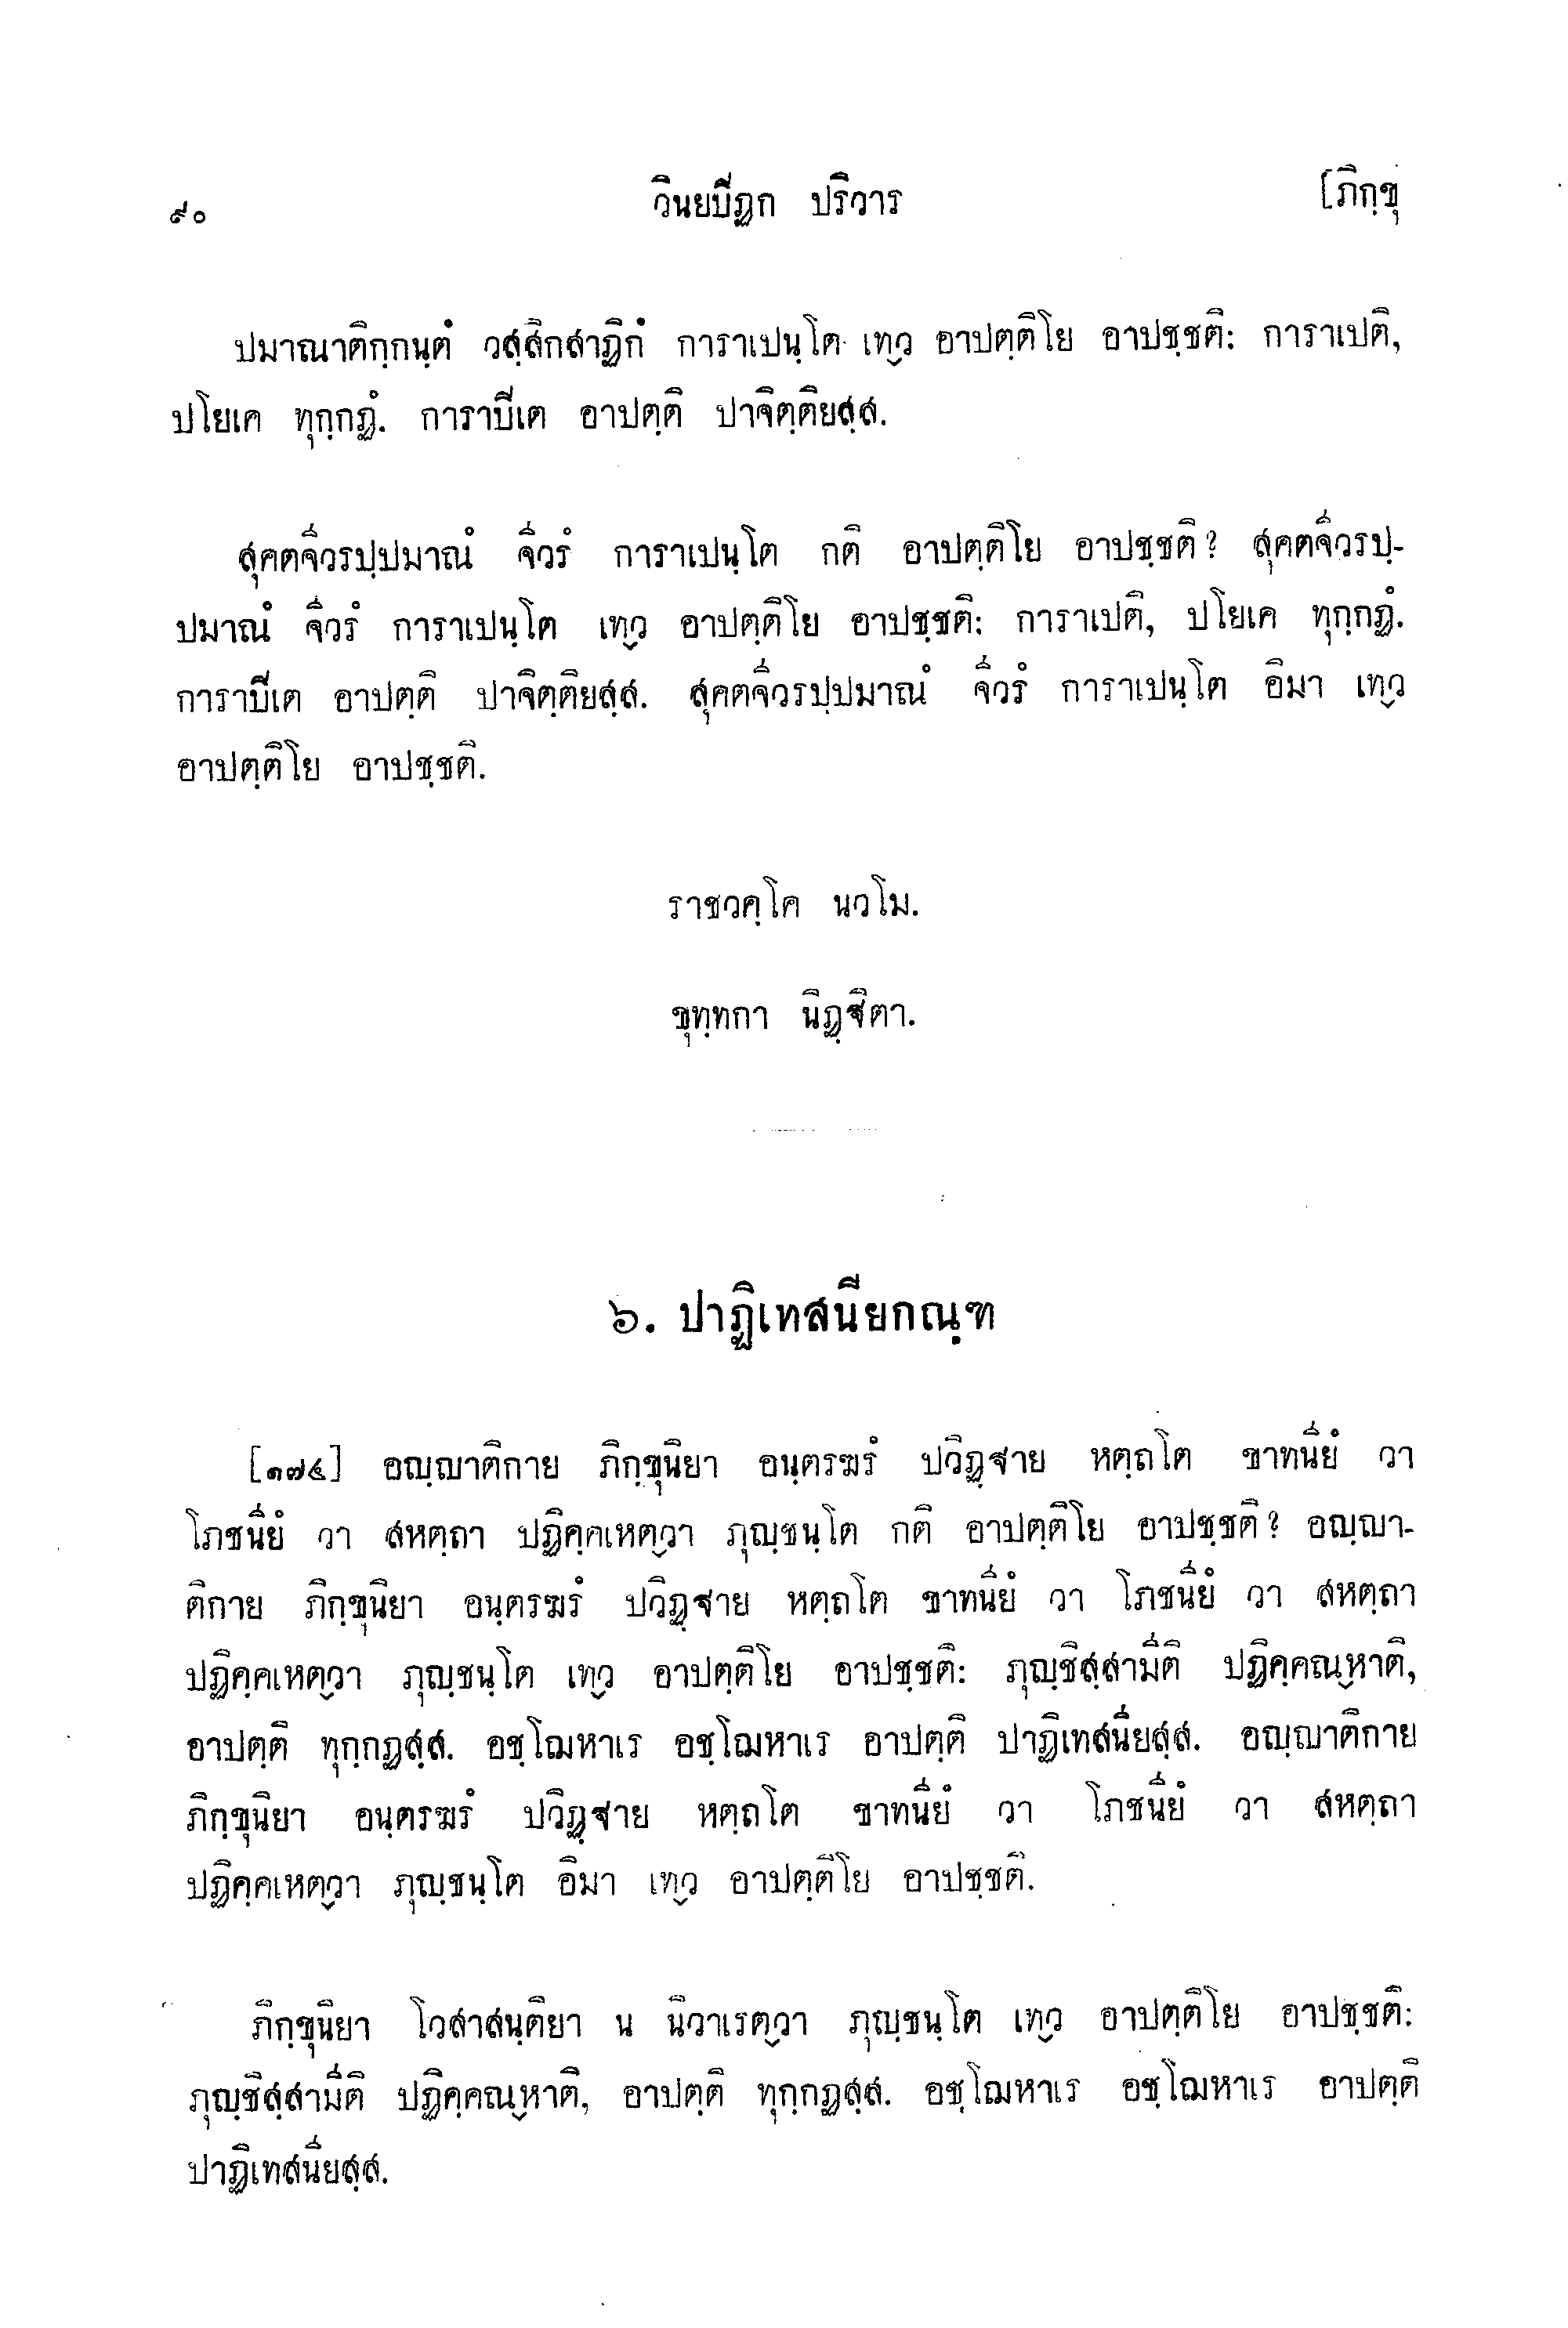 ๙๐ วินยปิฏก ปริวาร [ภิกฺขุ
ปมาณาติกฺกนฺตํ วสฺสิกสาฏิกํ การาเปนฺโต เทฺว อาปตฺติโย อาปชฺชติ: การาเปติ,
ปโยเค ทุกฺกฏํ. การาปิเต อาปตฺติ ปาจิตฺติยสฺส.
สุคตจีวรปฺปมาณํ จีวรํ การาเปนฺโต กติ อาปตฺติโย อาปชฺชติ? สุคตจีวรปฺ-
ปมาณํ จีวรํ การาเปนฺโต เทฺว อาปตฺติโย อาปชฺชติ: การาเปติ, ปโยเค ทุกฺกฏํ.
การาปิเต อาปตฺติ ปาจิตฺติยสฺส. สุคตจีวรปฺปมาณํ จีวรํ การาเปนฺโต อิมา เทฺว
อาปตฺติโย อาปชฺชติ.
ราชวคฺโค นวโม.
ขุทฺทกา นิฏฺฐิตา.
๖. ปาฏิเทสนียกณฺฑ
[๑๗๔] อญฺญาติกาย ภิกฺขุนิยา อนฺตรฆรํ ปวิฏฺฐาย หตฺถโต ขาทนียํ วา
โภชนียํ วา สหตฺถา ปฏิคฺคเหตฺวา ภุญฺชนฺโต กติ อาปตฺติโย อาปชฺชติ? อญฺญา-
ติกาย ภิกฺขุนิยา อนฺตรฆรํ ปวิฏฺฐาย หตฺถโต ขาทนียํ วา โภชนียํ วา สหตฺถา
ปฏิคฺคเหตฺวา ภุญฺชนฺโต เทฺว อาปตฺติโย อาปชฺชติ: ภุญฺชิสฺสามีติ ปฏิคฺคณฺหาติ,
อาปตฺติ ทุกฺกฏสฺส. อชฺโฌหาเร อชฺโฌหาเร อาปตฺติ ปาฏิเทสนียสฺส. อญฺญาติกาย
ภิกฺขุนิยา อนฺตรฆรํ ปวิฏฺฐาย หตฺถโต ขาทนียํ วา โภชนียํ วา สหตฺถา
ปฏิคฺคเหตฺวา ภุญฺชนฺโต อิมา เทฺว อาปตฺติโย อาปชฺชติ.
ภิกฺขุนิยา โวสาสนฺติยา น นิวาเรตฺวา ภุญฺชนฺโต เทฺว อาปตฺติโย อาปชฺชติ:
ภุญฺชิสฺสามีติ ปฏิคฺคณฺหาติ, อาปตฺติ ทุกฺกฏสฺส. อชฺโฌหาเร อชฺโฌหาเร อาปตฺติ
ปาฏิเทสนียสฺส.